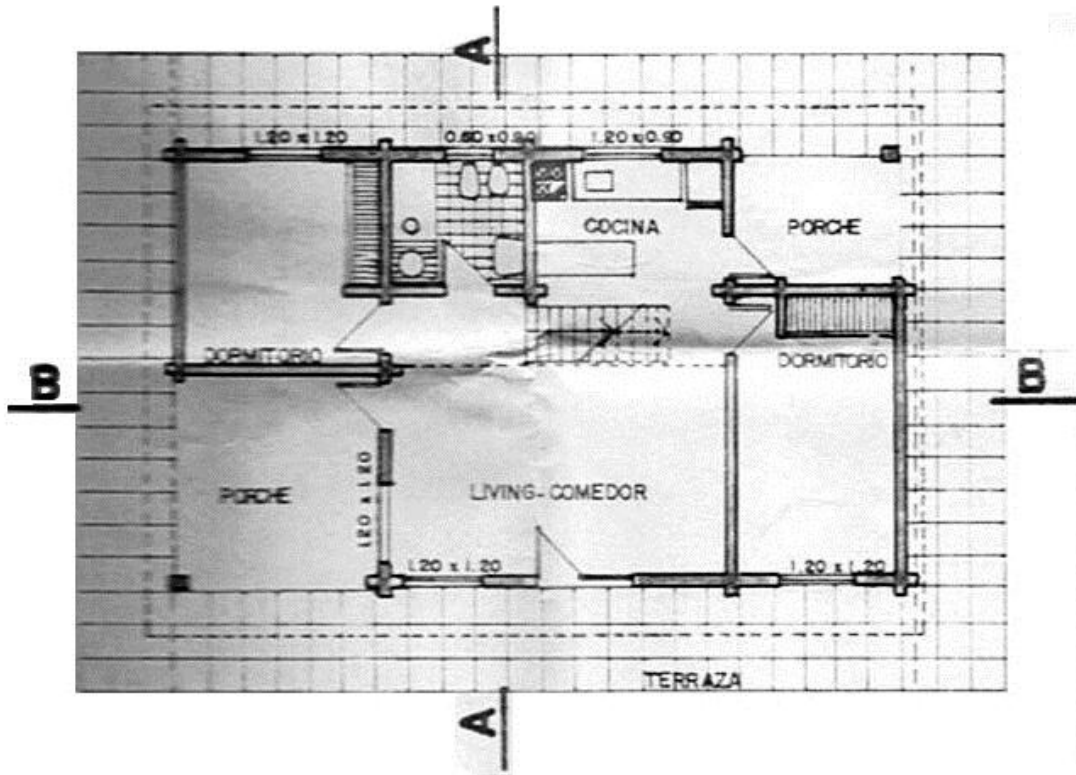 A
1.20 x 1.20
0.60 x 0.90
1.20 x 0.90
COCINA
PORCHE
DORMITORIO
DORMITORIO
B
B
PORCHE
1.20 x 1.20
LIVING-COMEDOR
1.20 x 1.20
1.20 x 1.20
TERRAZA
A